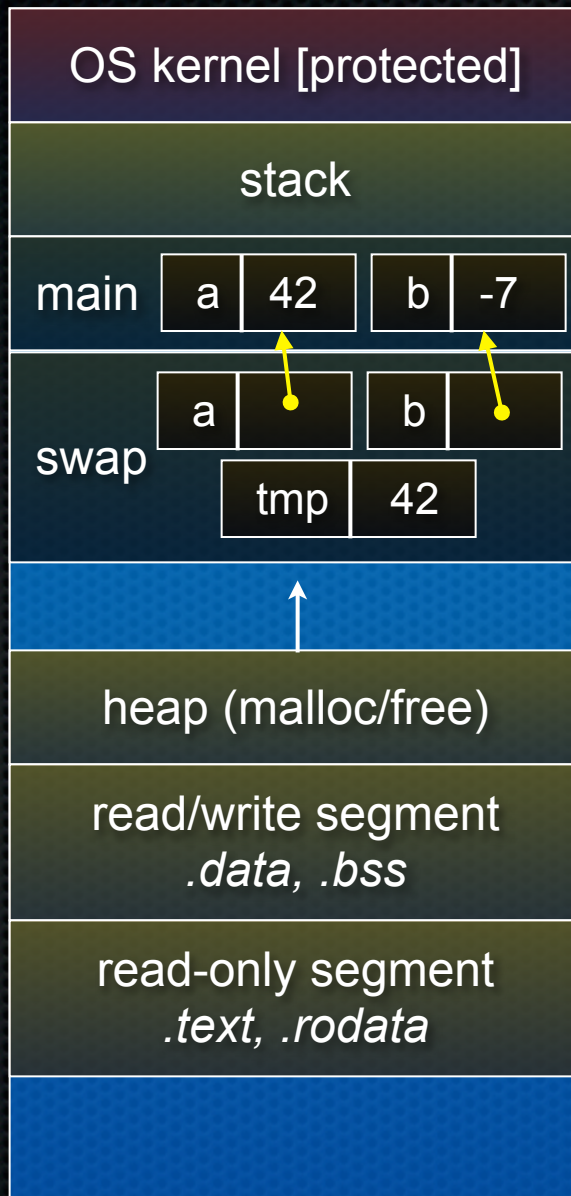 OS kernel [protected]
stack
main a 42 b -7
a b
swap
tmp 42
heap (malloc/free)
read/write segment
.data, .bss
read-only segment
.text, .rodata